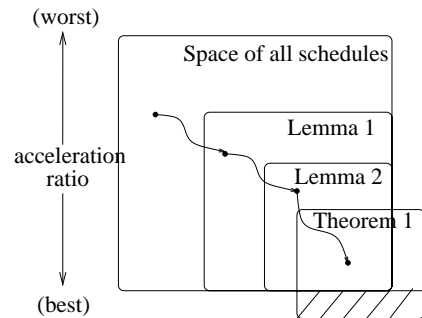 (worst)
Space of all schedules
Lemma 1
acceleration
ratio
Lemma 2
Theorem 1
(best)